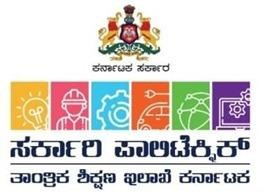 ಕರ್ನಾಟಕ ಸರ್ಕಾರ
ಸರ್ಕಾರಿ ಪಾಲಿಟೆಕ್ನಿಕ್
ತಾಂತ್ರಿಕ ಶಿಕ್ಷಣ ಇಲಾಖೆ ಕರ್ನಾಟಕ